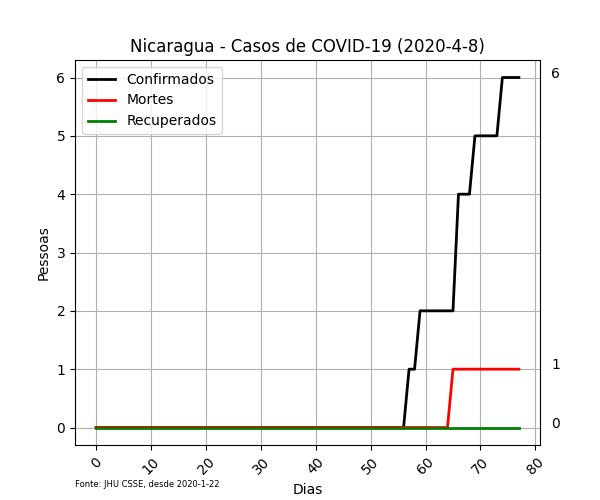 Nicaragua - Casos de COVID-19 (2020-4-8)
Confirmados
Mortes
Recuperados
Pessoas
6
5
4
3
2
1
0
6
1
0
0 10 20 30 40 50 60 70 80
Dias
Fonte: JHU CSSE, desde 2020-1-22